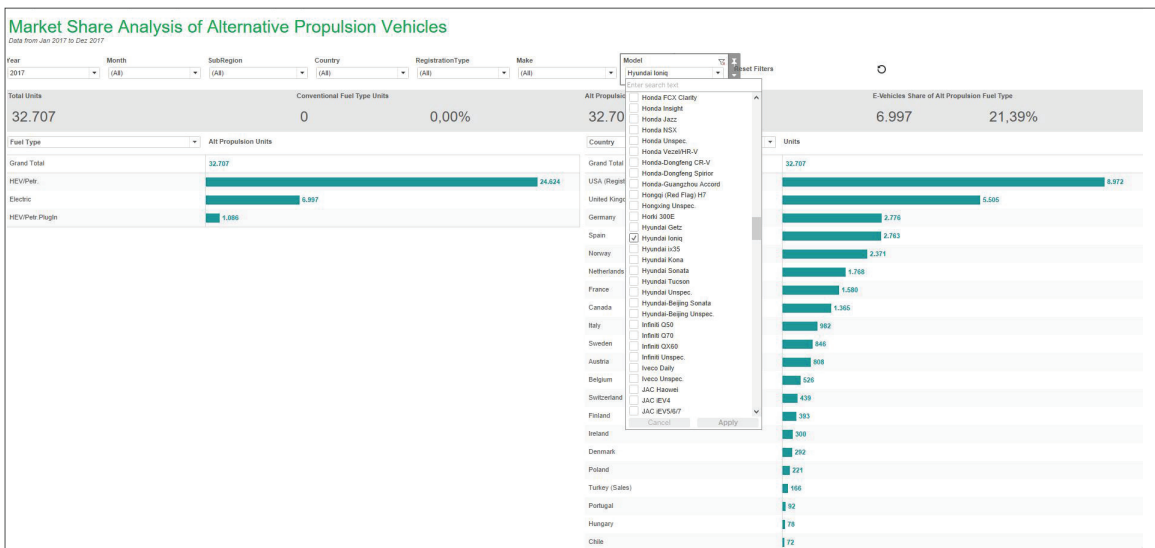 Market Share Analysis of Alternative Propulsion Vehicles
Data from Jan 2017 to Dez 2017
Year Month SubRegion Country RegistrationType Make Model
2017 (All) (All) (All) (All) (All) Hyundai Ioniq Reset Filters
Enter search text
Total Units Conventional Fuel Type Units Alt Propulsio E-Vehicles Share of Alt Propulsion Fuel Type
32.707 0 0,00% 32.70 6.997 21,39%
Fuel Type Alt Propulsion Units
Grand Total 32.707
HEV/Petr. 24.624
Electric 6.997
HEV/Petr.PlugIn 1.086
Honda FCX Clarity
Honda Insight
Honda Jazz
Honda NSX
Honda Unspec.
Honda Vezel/HR-V
Honda-Dongfeng CR-V
Honda-Dongfeng Spirior
Honda-Guangzhou Accord
Hongqi (Red Flag) H7
Hongxing Unspec.
Horki 300E
Hyundai Getz
Hyundai Ioniq
Hyundai ix35
Hyundai Kona
Hyundai Sonata
Hyundai Tucson
Hyundai Unspec.
Hyundai-Beijing Sonata
Hyundai-Beijing Unspec.
Infiniti Q50
Infiniti Q70
Infiniti QX60
Infiniti Unspec.
Iveco Daily
Iveco Unspec.
JAC Haowei
JAC iEV4
JAC iEV5/6/7
Cancel Apply
Country Units
Grand Total 32.707
USA (Regist 8.972
United Kingd 5.505
Germany 2.776
Spain 2.763
Norway 2.371
Netherlands 1.768
France 1.580
Canada 1.365
Italy 982
Sweden 846
Austria 808
Belgium 526
Switzerland 439
Finland 393
Ireland 308
Denmark 292
Poland 221
Turkey (Sales) 166
Portugal 92
Hungary 78
Chile 72